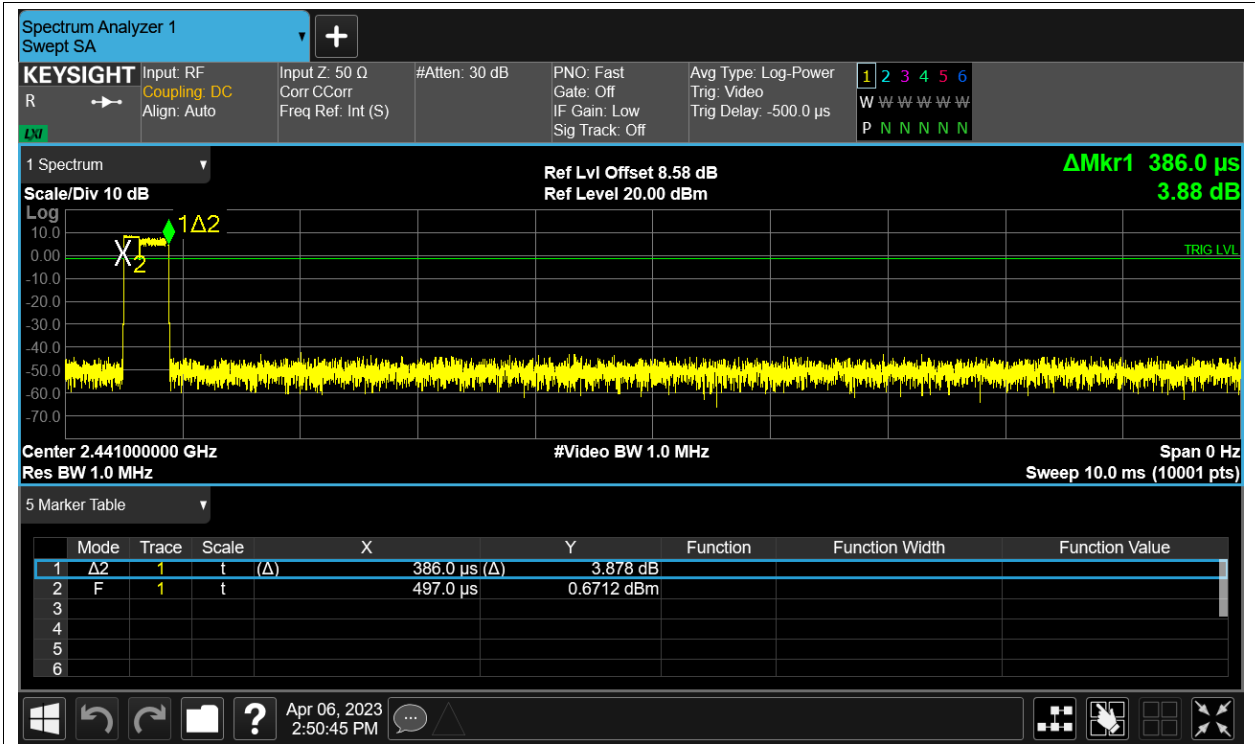 Spectrum Analyzer 1
Swept SA
KEYSIGHT
R
LXI
Input: RF
Coupling: DC
Align: Auto
Input Z: 50 Ω
Corr CCorr
Freq Ref: Int (S)
#Atten: 30 dB
PNO: Fast
Gate: Off
IF Gain: Low
Sig Track: Off
Avg Type: Log-Power
Trig: Video
Trig Delay: -500.0 µs
1 2 3 4 5 6
W W W W W W
P N N N N N
1 Spectrum
Scale/Div 10 dB
Ref Lvl Offset 8.58 dB
Ref Level 20.00 dBm
ΔMkr1 386.0 µs
3.88 dB
Log
10.0
0.00
-10.0
-20.0
-30.0
-40.0
-50.0
-60.0
-70.0
1Δ2
X
2
TRIG LVL
Center 2.441000000 GHz
Res BW 1.0 MHz
#Video BW 1.0 MHz
Span 0 Hz
Sweep 10.0 ms (10001 pts)
5 Marker Table
Mode Trace Scale X Y Function Function Width Function Value
1 Δ2 1 t (Δ) 386.0 µs (Δ) 3.878 dB
2 F 1 t 497.0 µs 0.6712 dBm
3
4
5
6
?
Apr 06, 2023
2:50:45 PM